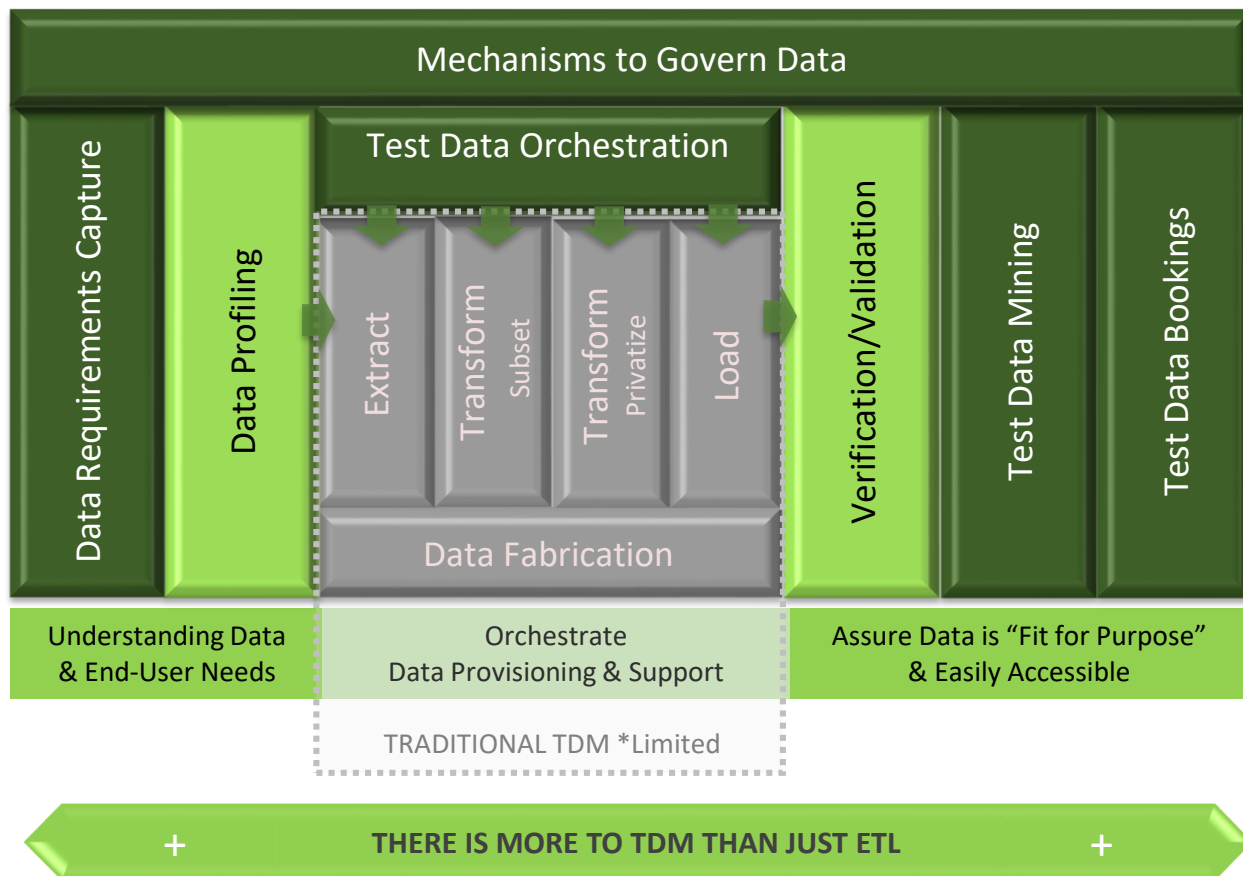 Mechanisms to Govern Data
Data Requirements Capture
Data Profiling
Test Data Orchestration
Extract
Transform
Subset
Transform
Privatize
Load
Data Fabrication
Verification/Validation
Test Data Mining
Test Data Bookings
Understanding Data
& End-User Needs
Orchestrate
Data Provisioning & Support
Assure Data is “Fit for Purpose”
& Easily Accessible
TRADITIONAL TDM *Limited
+ THERE IS MORE TO TDM THAN JUST ETL +